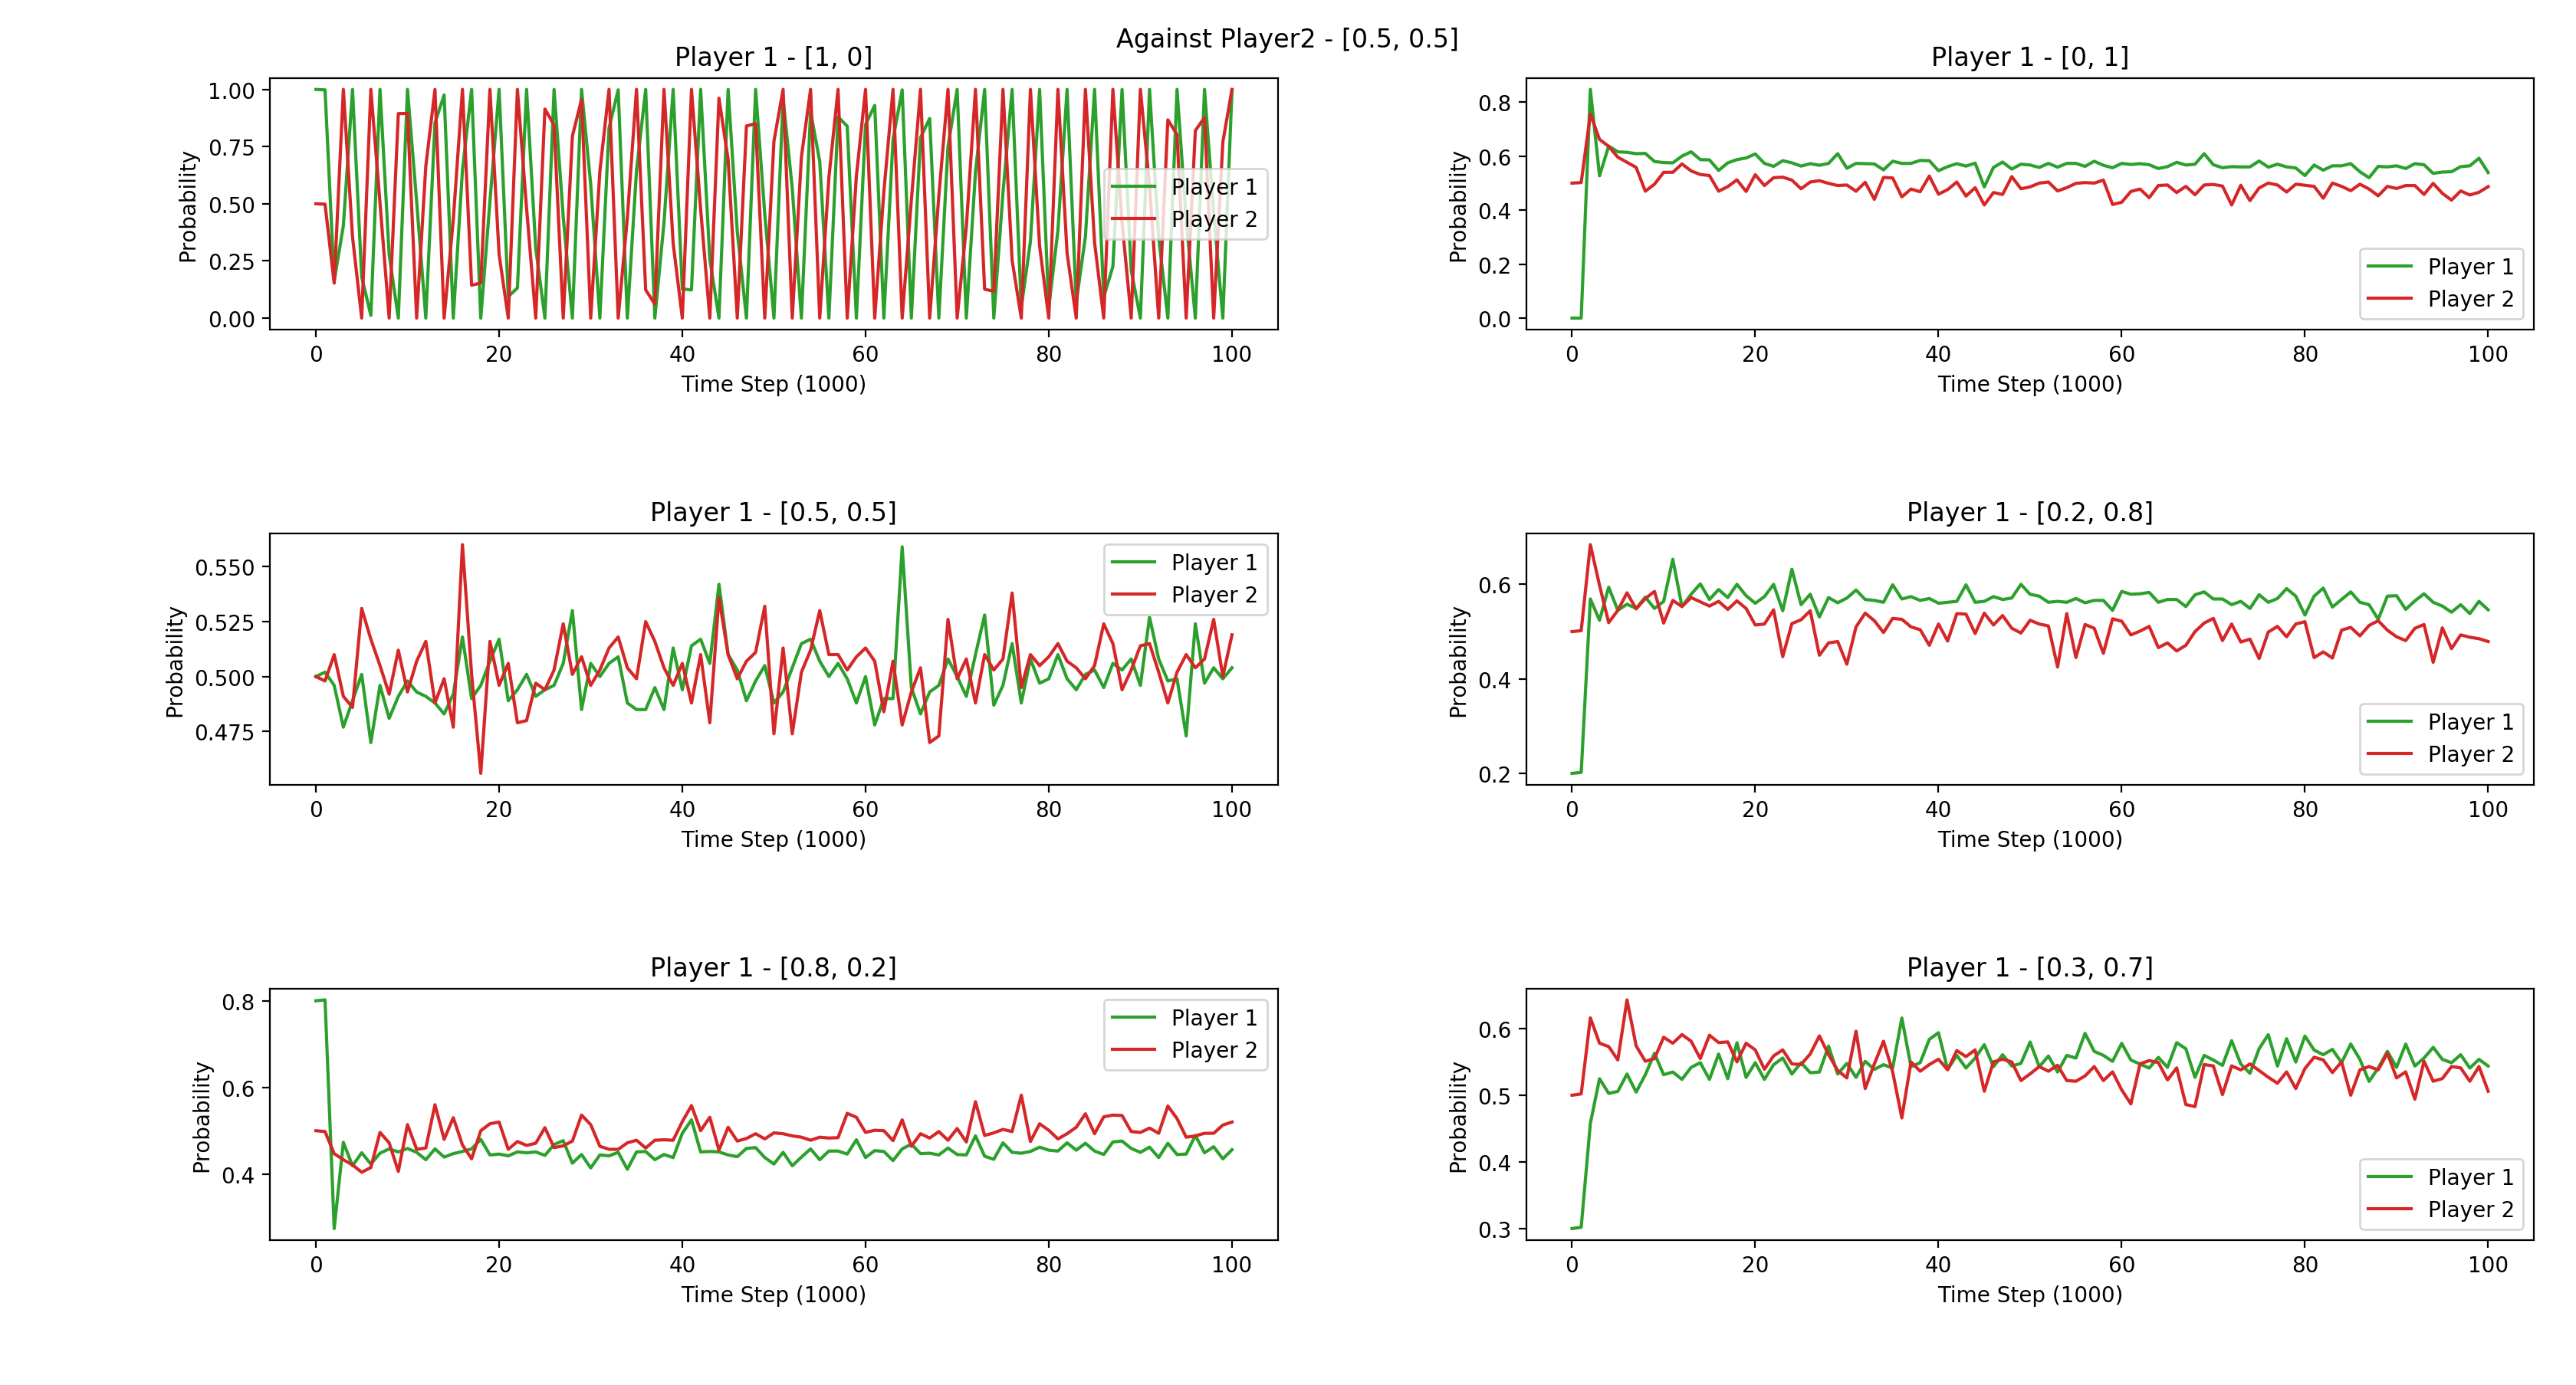 Against Player2 - [0.5, 0.5]
Player 1 - [1, 0]
Probability
1.00
0.75
0.50
0.25
0.00
Player 1
Player 2
0 20 40 60 80 100
Time Step (1000)
Player 1 - [0, 1]
Probability
0.8
0.6
0.4
0.2
0.0
Player 1
Player 2
0 20 40 60 80 100
Time Step (1000)
Player 1 - [0.5, 0.5]
Probability
0.550
0.525
0.500
0.475
Player 1
Player 2
0 20 40 60 80 100
Time Step (1000)
Player 1 - [0.2, 0.8]
Probability
0.6
0.4
0.2
Player 1
Player 2
0 20 40 60 80 100
Time Step (1000)
Player 1 - [0.8, 0.2]
Probability
0.8
0.6
0.4
Player 1
Player 2
0 20 40 60 80 100
Time Step (1000)
Player 1 - [0.3, 0.7]
Probability
0.6
0.5
0.4
0.3
Player 1
Player 2
0 20 40 60 80 100
Time Step (1000)